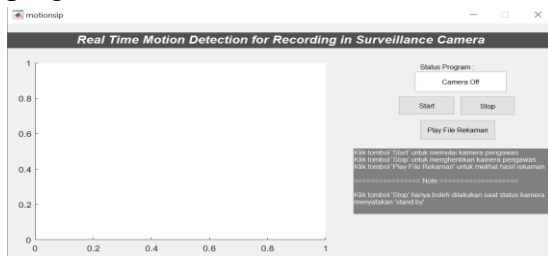 motionsip
Real Time Motion Detection for Recording in Surveillance Camera
Status Program :
Camera Off
Start
Stop
Play File Rekaman
Klik tombol 'Start' untuk memulai kamera pengawas
Klik tombol 'Stop' untuk menghentikan kamera pengawas
Klik tombol 'Play File Rekaman' untuk melihat hasil rekaman
================ Note ===================
Klik tombol 'Stop' hanya boleh dilakukan saat status kamera
menyatakan 'stand by'
1
0.8
0.6
0.4
0.2
0
0 0.2 0.4 0.6 0.8 1